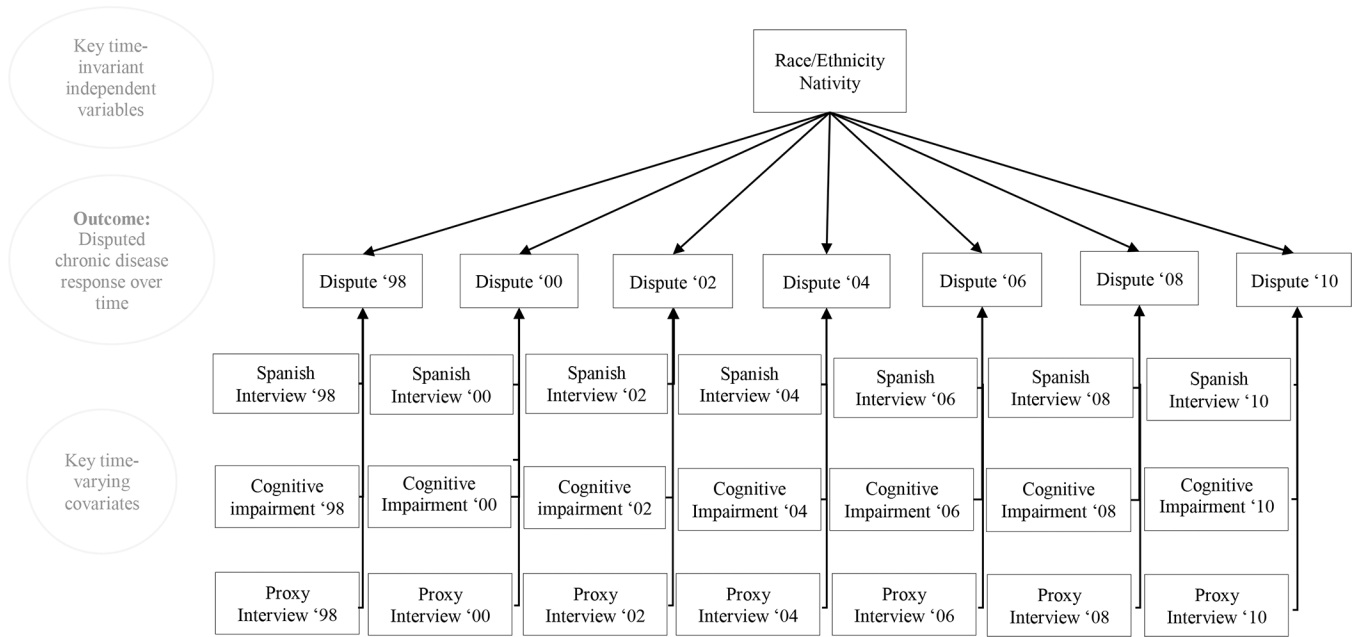 Key time-
invariant
independent
variables
Race/Ethnicity
Nativity
Outcome:
Disputed
chronic disease
response over
time
Dispute ‘98
Dispute ‘00
Dispute ‘02
Dispute ‘04
Dispute ‘06
Dispute ‘08
Dispute ‘10
Spanish
Interview ‘98
Spanish
Interview ‘00
Spanish
Interview ‘02
Spanish
Interview ‘04
Spanish
Interview ‘06
Spanish
Interview ‘08
Spanish
Interview ‘10
Key time-
varying
covariates
Cognitive
impairment ‘98
Cognitive
Impairment ‘00
Cognitive
impairment ‘02
Cognitive
Impairment ‘04
Cognitive
Impairment ‘06
Cognitive
Impairment ‘08
Cognitive
Impairment ‘10
Proxy
Interview ‘98
Proxy
Interview ‘00
Proxy
Interview ‘02
Proxy
Interview ‘04
Proxy
Interview ‘06
Proxy
Interview ‘08
Proxy
Interview ‘10